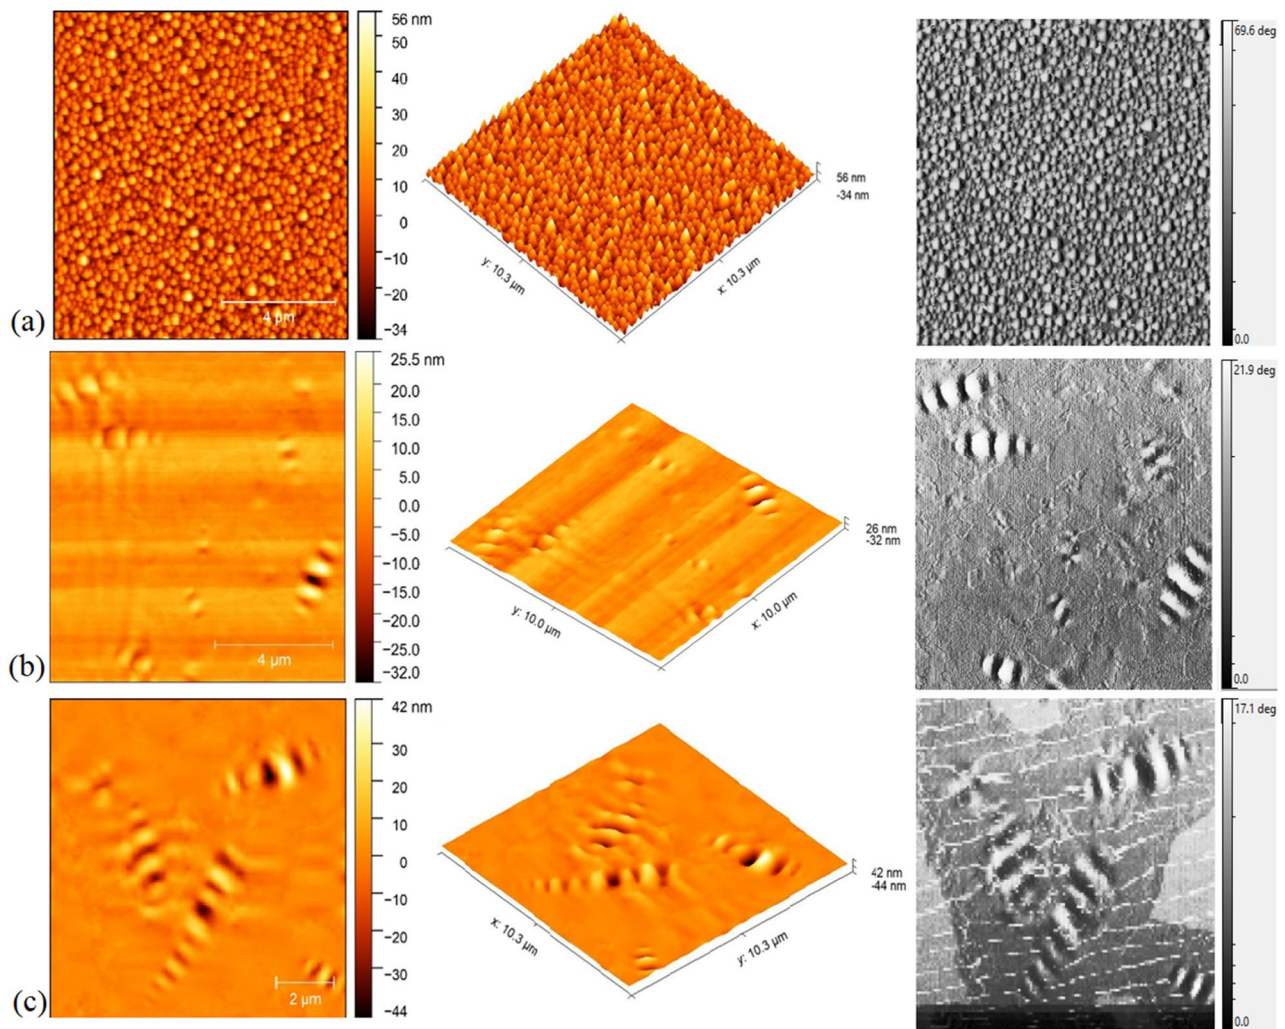 56 nm
50
40
30
20
10
0
−10
−20
−34
4 μm
(a)
y: 10.3 μm
x: 10.3 μm
56 nm
-34 nm
69.6 deg
0.0
25.5 nm
20.0
15.0
10.0
5.0
0.0
−5.0
−10.0
−15.0
−20.0
−25.0
−32.0
4 μm
(b)
y: 10.0 μm
x: 10.0 μm
26 nm
-32 nm
21.9 deg
0.0
42 nm
30
20
10
0
−10
−20
−30
−44
2 μm
(c)
x: 10.3 μm
y: 10.3 μm
42 nm
-44 nm
17.1 deg
0.0